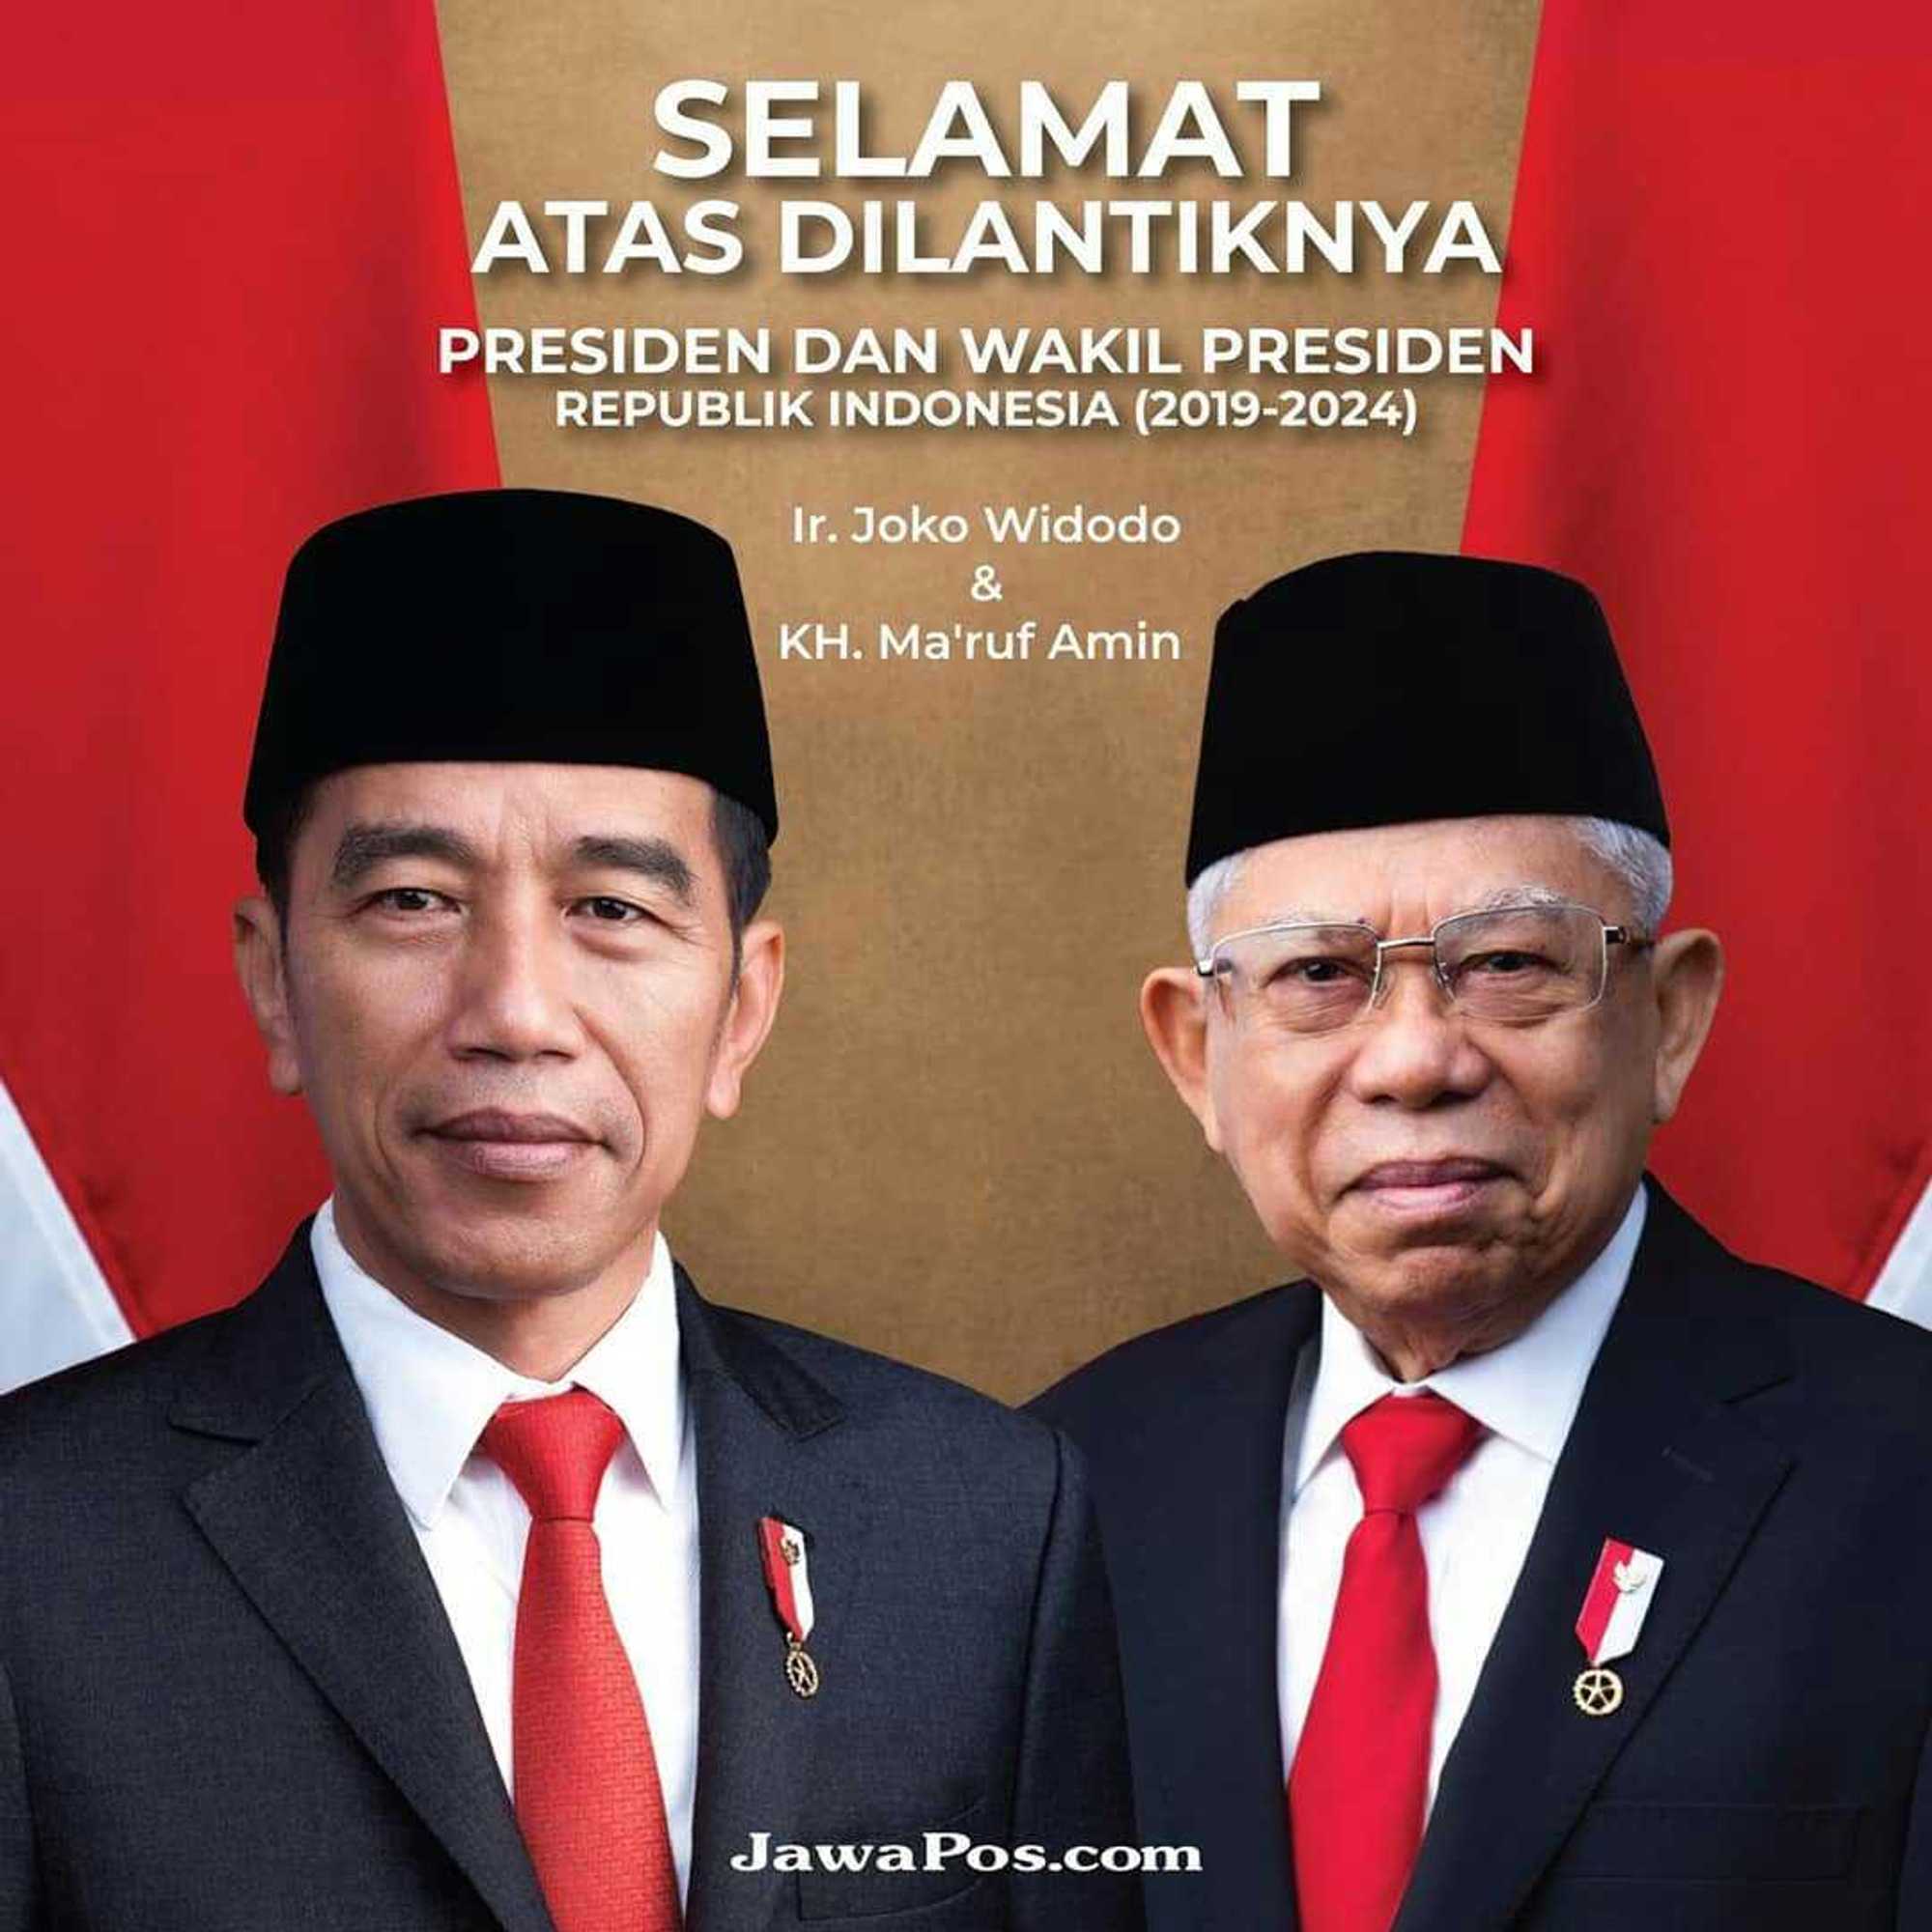 SELAMAT
ATAS DILANTIKNYA
PRESIDEN DAN WAKIL PRESIDEN
REPUBLIK INDONESIA (2019-2024)
Ir. Joko Widodo
&
KH. Ma'ruf Amin
JawaPos.com